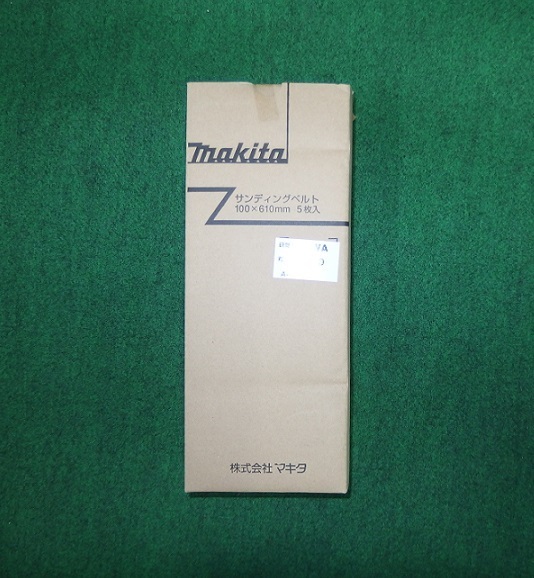 makita
サンディングベルト
100×610mm 5枚入
株式会社 マキタ